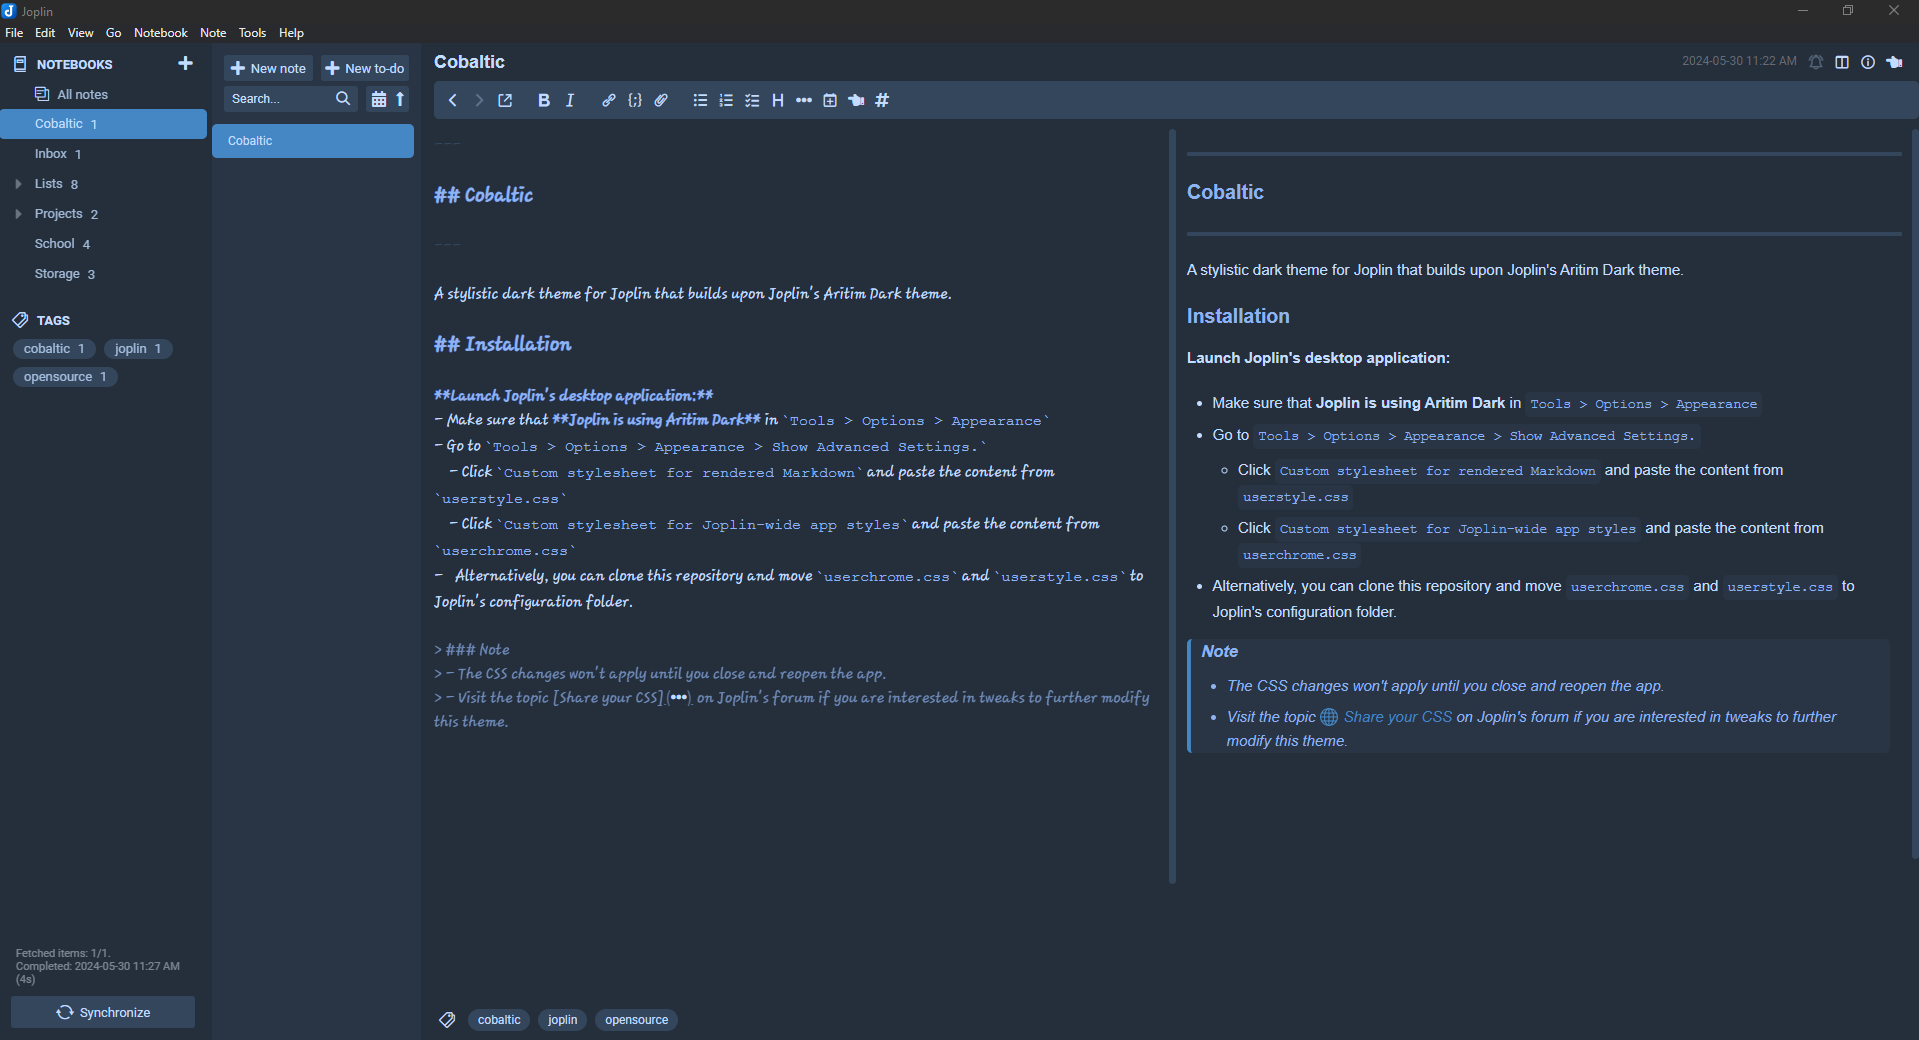 Joplin
File Edit View Go Notebook Note Tools Help
NOTEBOOKS
All notes
Cobaltic 1
Inbox 1
Lists 8
Projects 2
School 4
Storage 3
TAGS
cobaltic 1 joplin 1
opensource 1
Fetched items: 1/1.
Completed: 2024-05-30 11:27 AM
(4s)
Synchronize
New note New to-do
Search...
Cobaltic
Cobaltic
2024-05-30 11:22 AM
---
## Cobaltic
---
A stylistic dark theme for Joplin that builds upon Joplin's Aritim Dark theme.
## Installation
**Launch Joplin's desktop application:**
- Make sure that **Joplin is using Aritim Dark** in `Tools > Options > Appearance`
- Go to `Tools > Options > Appearance > Show Advanced Settings.`
- Click `Custom stylesheet for rendered Markdown` and paste the content from
`userstyle.css`
- Click `Custom stylesheet for Joplin-wide app styles` and paste the content from
`userchrome.css`
- Alternatively, you can clone this repository and move `userchrome.css` and `userstyle.css` to
Joplin's configuration folder.
> ### Note
> - The CSS changes won't apply until you close and reopen the app.
> - Visit the topic [Share your CSS](•••) on Joplin's forum if you are interested in tweaks to further modify
this theme.
Cobaltic
A stylistic dark theme for Joplin that builds upon Joplin's Aritim Dark theme.
Installation
Launch Joplin's desktop application:
• Make sure that Joplin is using Aritim Dark in Tools > Options > Appearance
• Go to Tools > Options > Appearance > Show Advanced Settings.
◦ Click Custom stylesheet for rendered Markdown and paste the content from
userstyle.css
◦ Click Custom stylesheet for Joplin-wide app styles and paste the content from
userchrome.css
• Alternatively, you can clone this repository and move userchrome.css and userstyle.css to
Joplin's configuration folder.
Note
• The CSS changes won't apply until you close and reopen the app.
• Visit the topic Share your CSS on Joplin's forum if you are interested in tweaks to further
modify this theme.
cobaltic joplin opensource